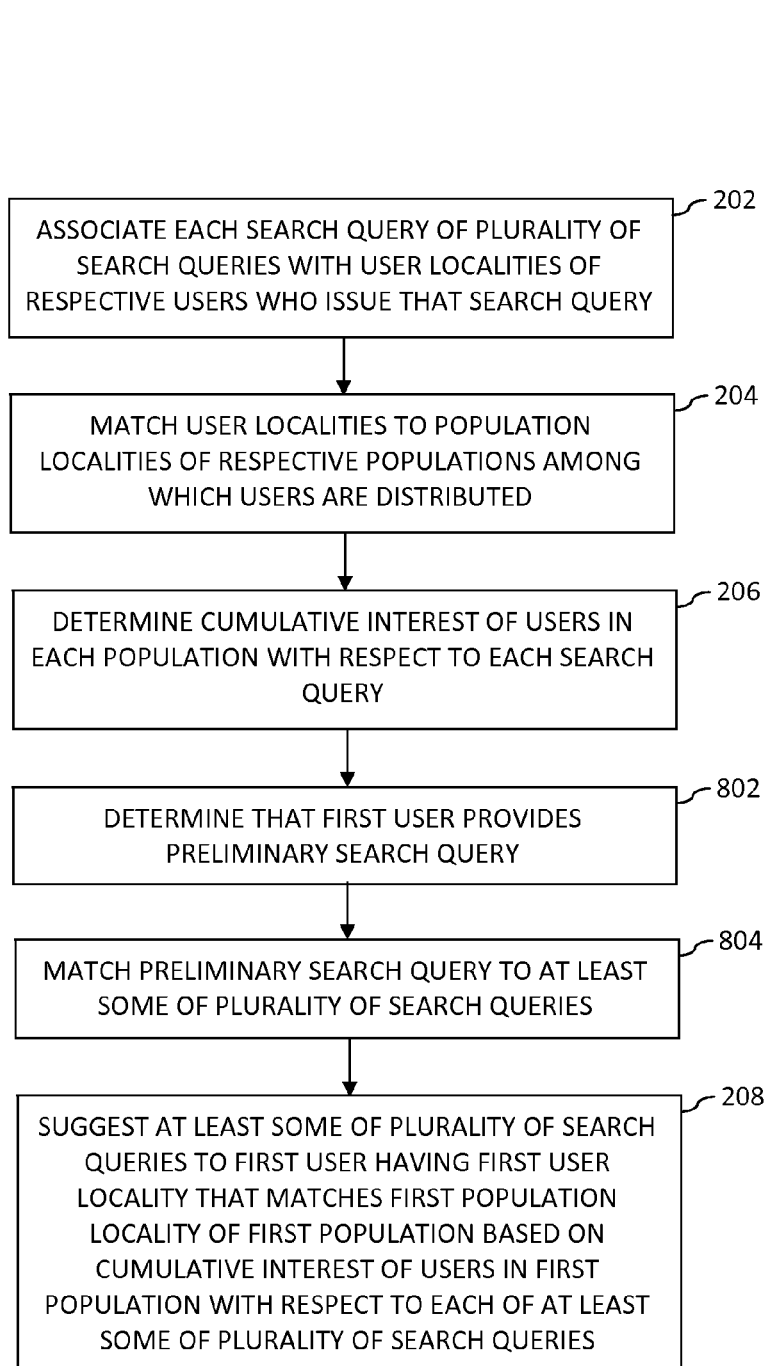 202
ASSOCIATE EACH SEARCH QUERY OF PLURALITY OF
SEARCH QUERIES WITH USER LOCALITIES OF
RESPECTIVE USERS WHO ISSUE THAT SEARCH QUERY
204
MATCH USER LOCALITIES TO POPULATION
LOCALITIES OF RESPECTIVE POPULATIONS AMONG
WHICH USERS ARE DISTRIBUTED
206
DETERMINE CUMULATIVE INTEREST OF USERS IN
EACH POPULATION WITH RESPECT TO EACH SEARCH
QUERY
802
DETERMINE THAT FIRST USER PROVIDES
PRELIMINARY SEARCH QUERY
804
MATCH PRELIMINARY SEARCH QUERY TO AT LEAST
SOME OF PLURALITY OF SEARCH QUERIES
208
SUGGEST AT LEAST SOME OF PLURALITY OF SEARCH
QUERIES TO FIRST USER HAVING FIRST USER
LOCALITY THAT MATCHES FIRST POPULATION
LOCALITY OF FIRST POPULATION BASED ON
CUMULATIVE INTEREST OF USERS IN FIRST
POPULATION WITH RESPECT TO EACH OF AT LEAST
SOME OF PLURALITY OF SEARCH QUERIES